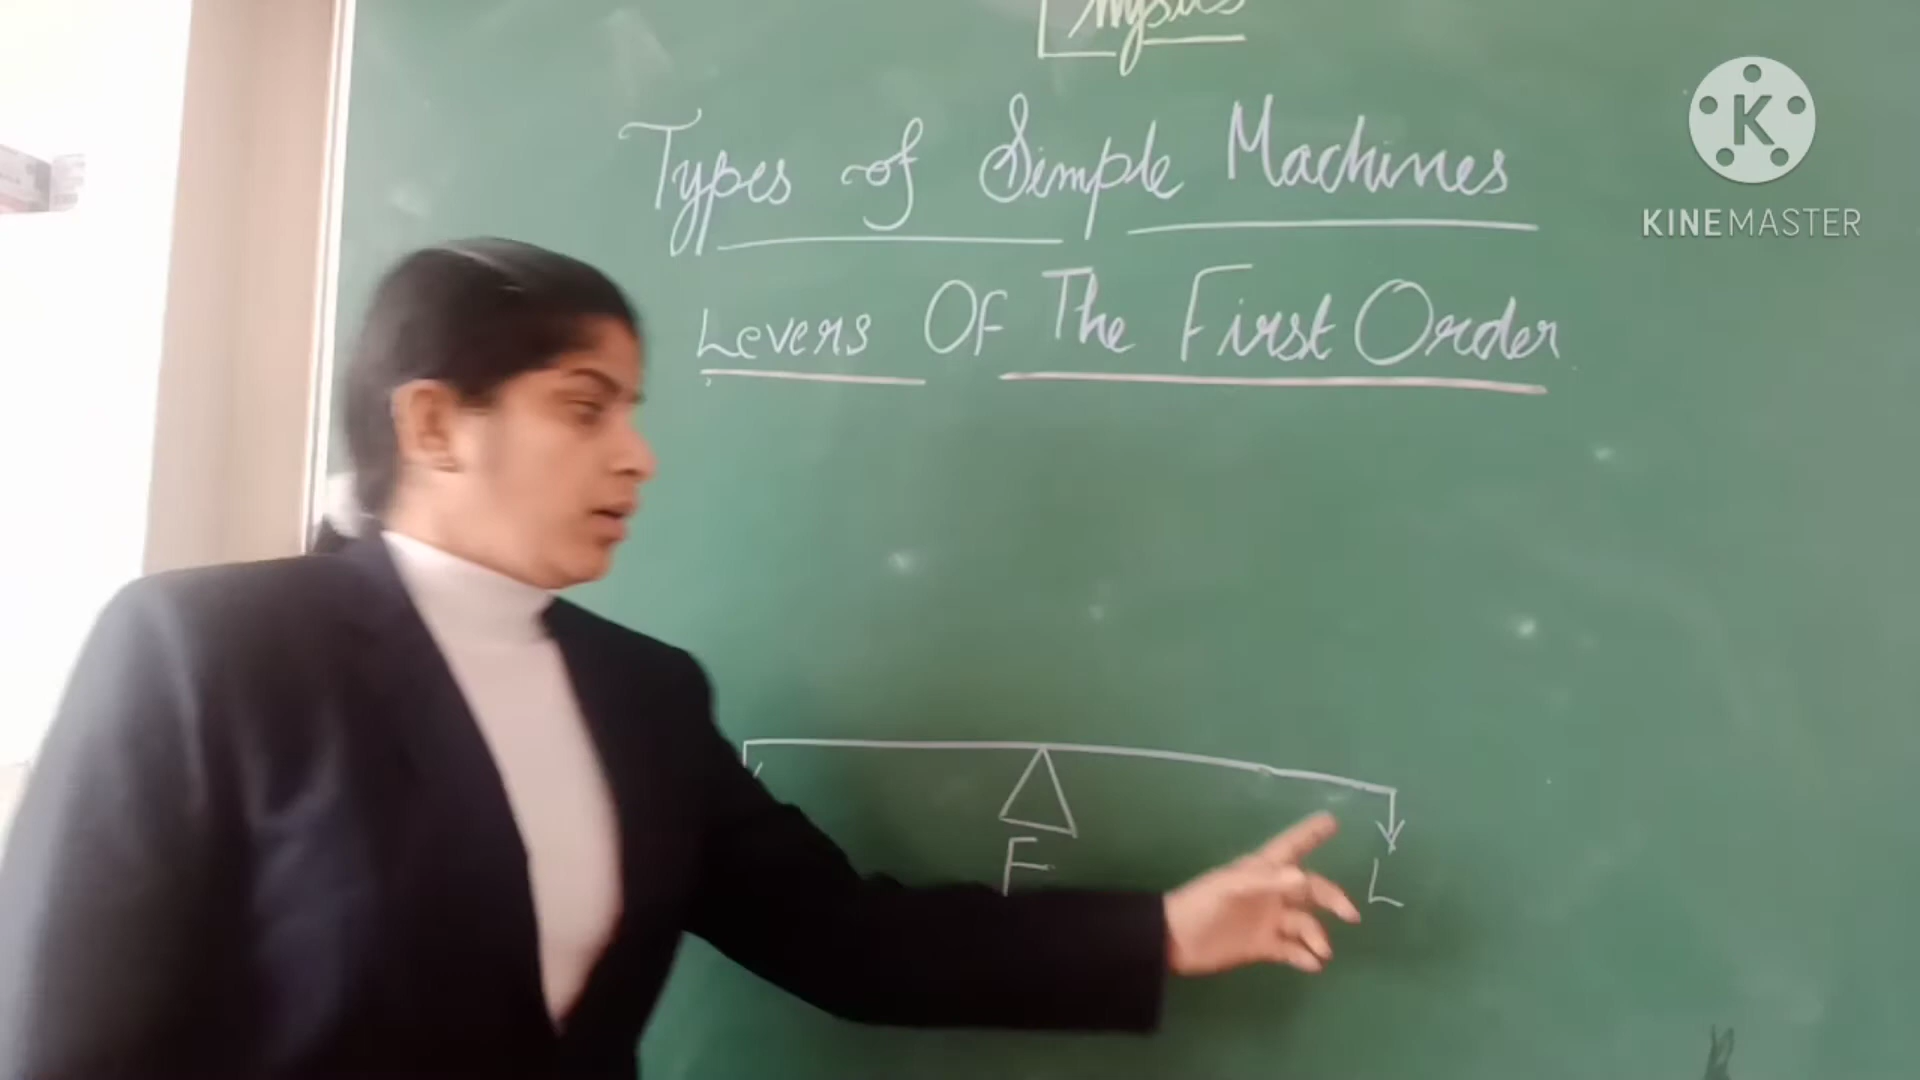 Physics
Types of Simple Machines
Levers Of The First Order
F
L
K
KINEMASTER